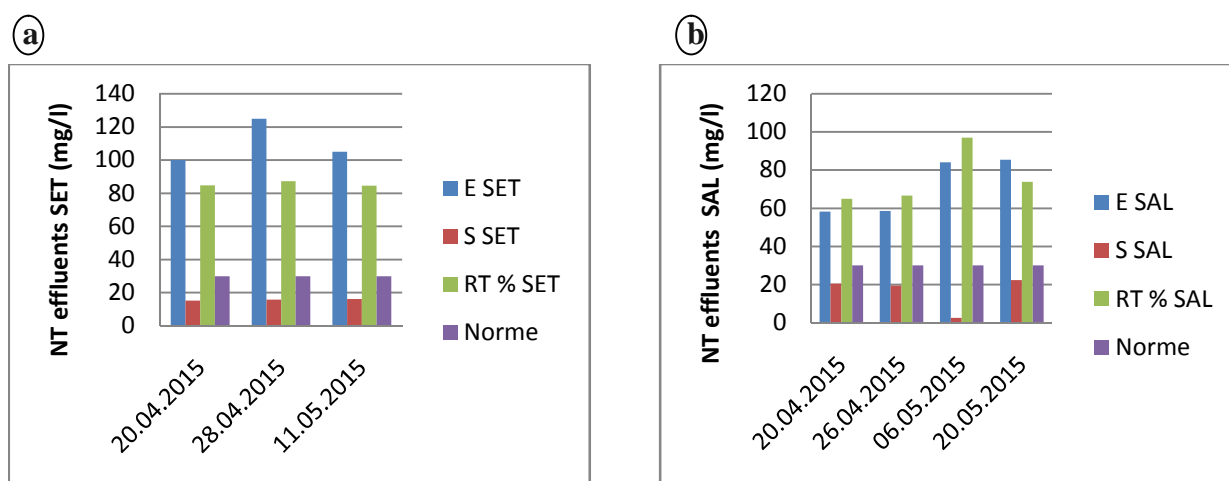 a
NT effluents SET (mg/l)
140
120
100
80
60
40
20
0
20.04.2015
28.04.2015
11.05.2015
E SET
S SET
RT % SET
Norme
b
NT effluents SAL (mg/l)
120
100
80
60
40
20
0
20.04.2015
26.04.2015
06.05.2015
20.05.2015
E SAL
S SAL
RT % SAL
Norme